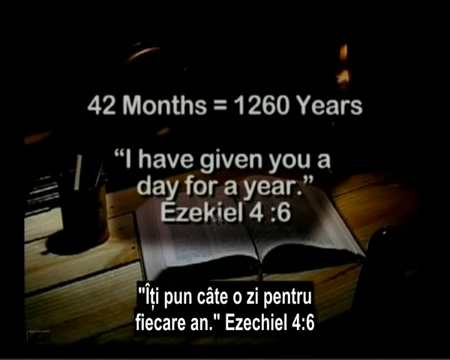 42 Months = 1260 Years
“I have given you a
day for a year.”
Ezekiel 4 :6
"Îți pun câte o zi pentru
fiecare an." Ezechiel 4:6